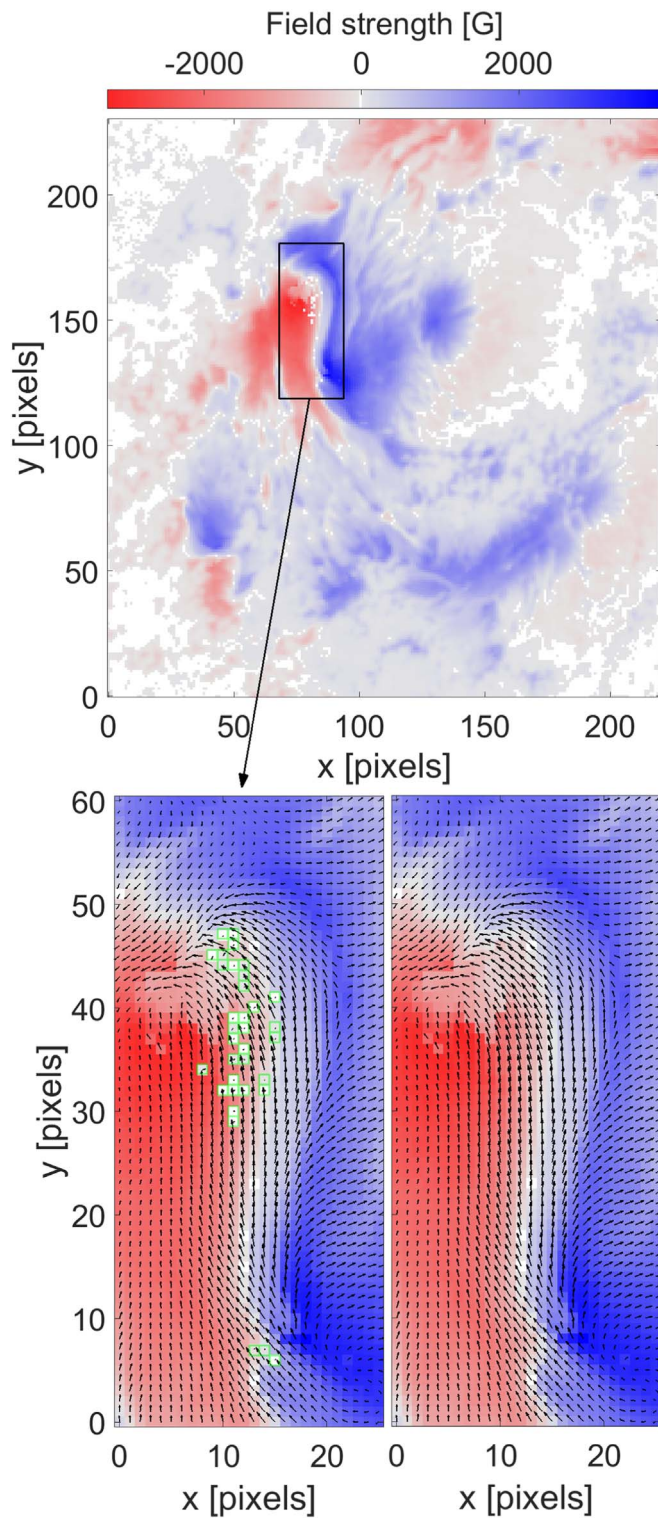 Field strength [G]
-2000 0 2000
200
150
100
50
0
y [pixels]
0 50 100 150 200
x [pixels]
60
50
40
30
20
10
0
y [pixels]
0 10 20 0 10 20
x [pixels] x [pixels]